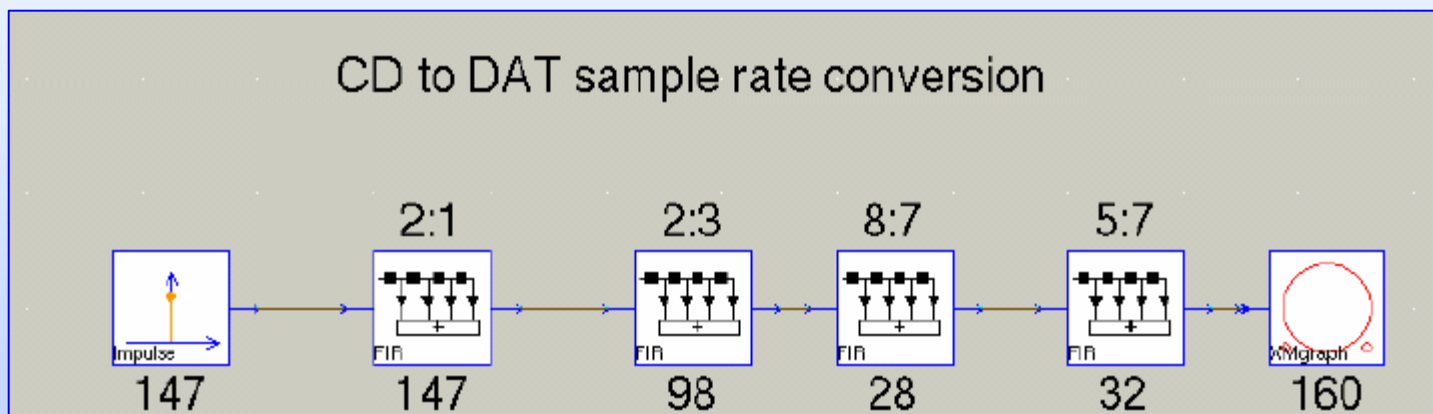 CD to DAT sample rate conversion
2:1 2:3 8:7 5:7
+ + + +
Impulse FIR FIR FIR FIR XMgraph
147 147 98 28 32 160